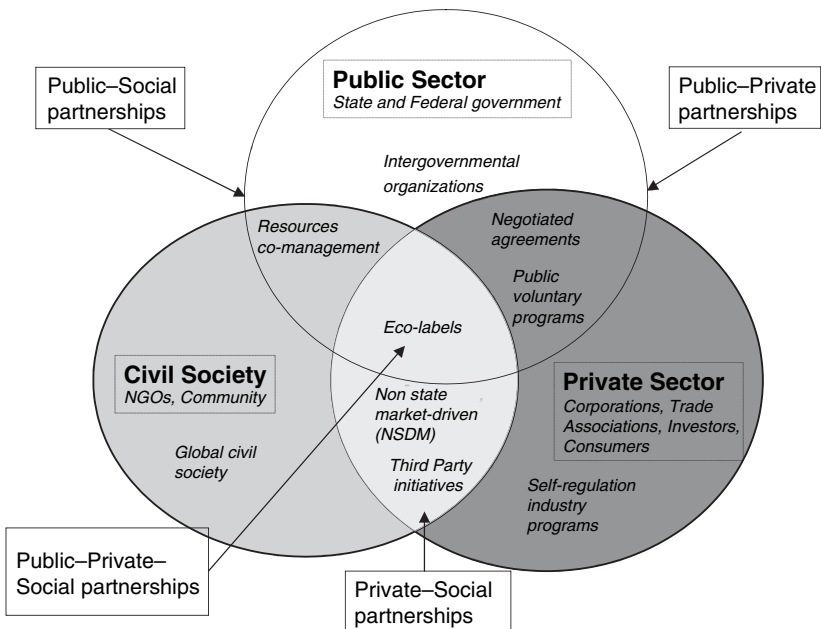 Public–Social
partnerships
Public Sector
State and Federal government
Public–Private
partnerships
Intergovernmental
organizations
Resources
co-management
Negotiated
agreements
Public
voluntary
programs
Eco-labels
Civil Society
NGOs, Community
Non state
market-driven
(NSDM)
Private Sector
Corporations, Trade
Associations, Investors,
Consumers
Global civil
society
Third Party
initiatives
Self-regulation
industry
programs
Public–Private–
Social partnerships
Private–Social
partnerships